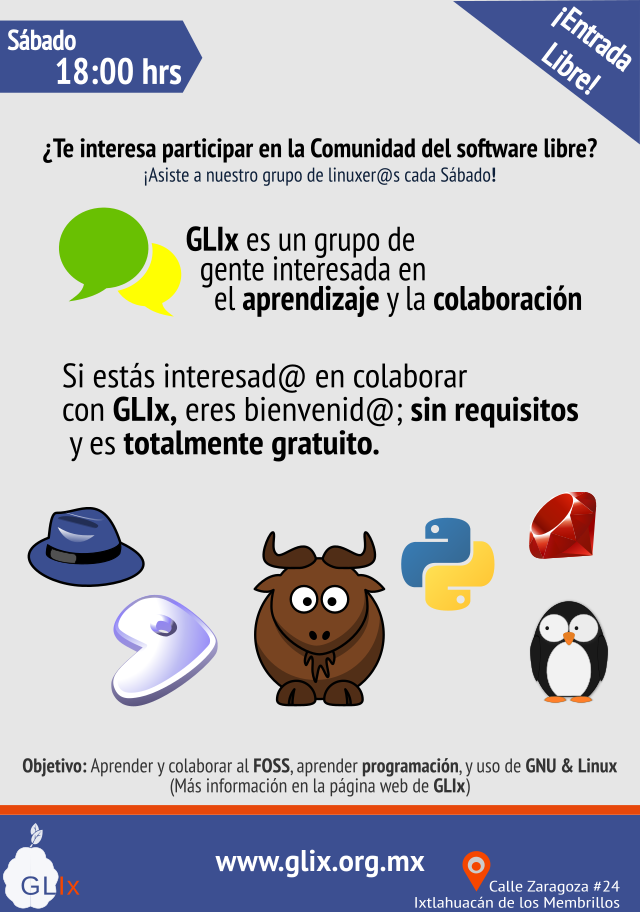 Sábado
18:00 hrs
¡Entrada
Libre!
¿Te interesa participar en la Comunidad del software libre?
¡Asiste a nuestro grupo de linuxer@s cada Sábado!
GLIx es un grupo de
gente interesada en
el aprendizaje y la colaboración
Si estás interesad@ en colaborar
con GLIx, eres bienvenid@; sin requisitos
y es totalmente gratuito.
Objetivo: Aprender y colaborar al FOSS, aprender programación, y uso de GNU & Linux
(Más información en la página web de GLIx)
GLIx
www.glix.org.mx
Calle Zaragoza #24
Ixtlahuacán de los Membrillos